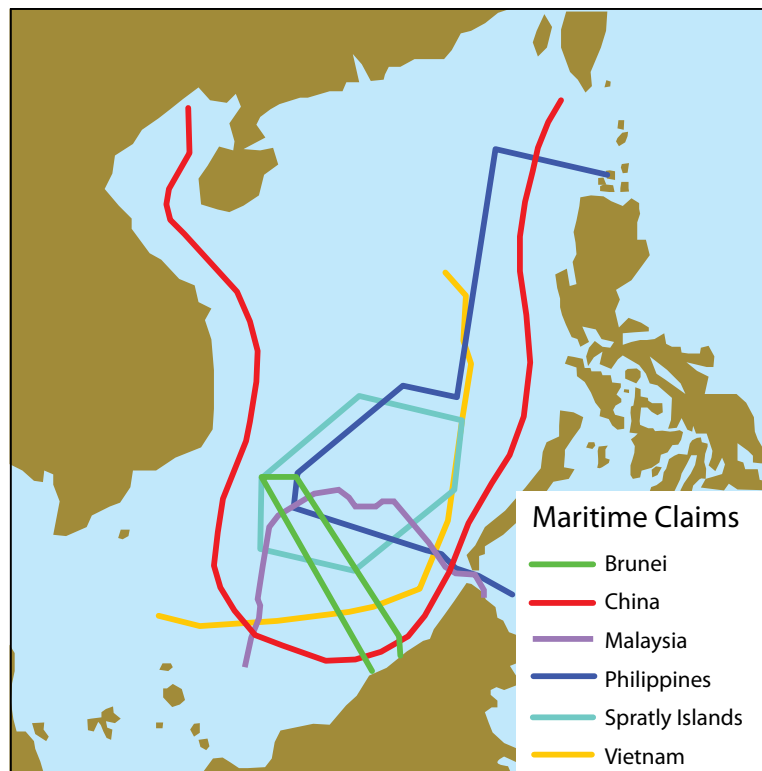 Maritime Claims
Brunei
China
Malaysia
Philippines
Spratly Islands
Vietnam